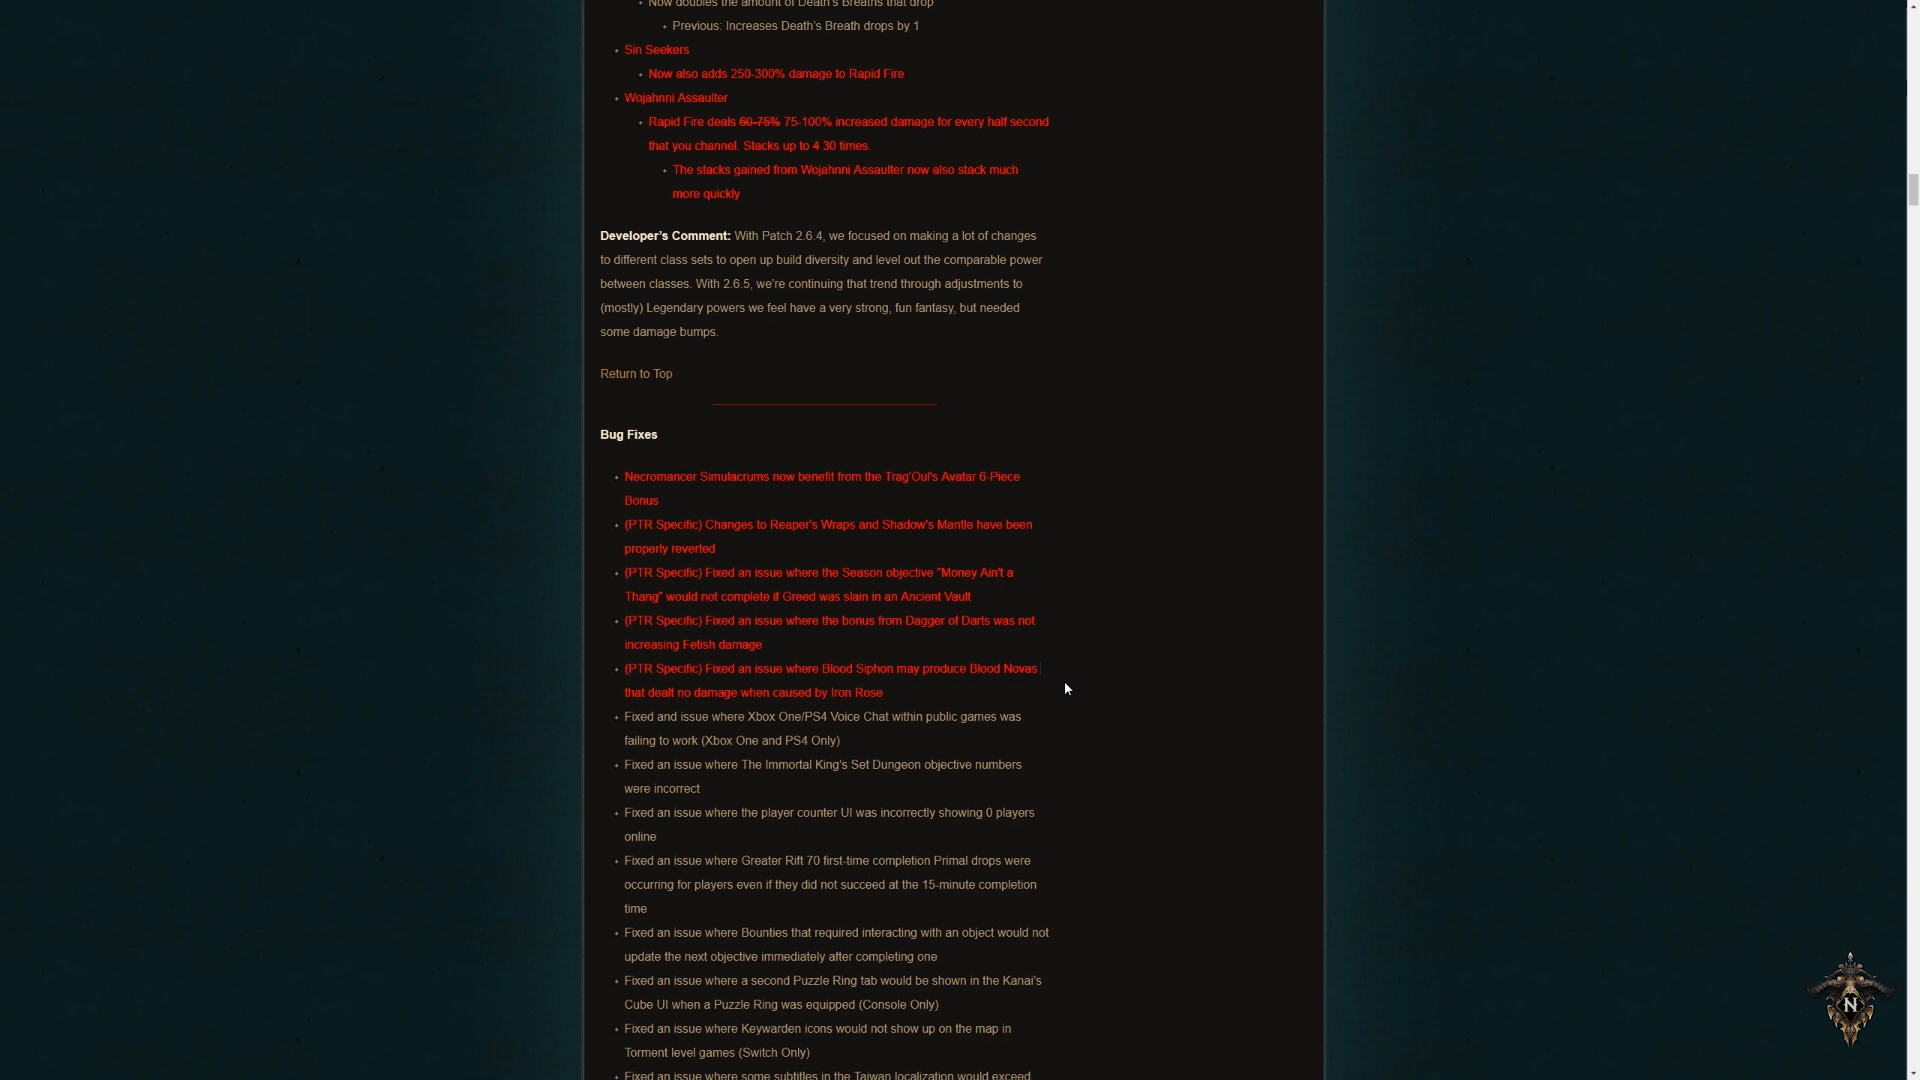 Now doubles the amount of Death's Breaths that drop
Previous: Increases Death's Breath drops by 1
Sin Seekers
Now also adds 250-300% damage to Rapid Fire
Wojahnni Assaulter
Rapid Fire deals 60-75% 75-100% increased damage for every half second
that you channel. Stacks up to 4 30 times.
The stacks gained from Wojahnni Assaulter now also stack much
more quickly
Developer's Comment: With Patch 2.6.4, we focused on making a lot of changes
to different class sets to open up build diversity and level out the comparable power
between classes. With 2.6.5, we're continuing that trend through adjustments to
(mostly) Legendary powers we feel have a very strong, fun fantasy, but needed
some damage bumps.
Return to Top
Bug Fixes
Necromancer Simulacrums now benefit from the Trag'Oul's Avatar 6-Piece
Bonus
(PTR Specific) Changes to Reaper's Wraps and Shadow's Mantle have been
properly reverted
(PTR Specific) Fixed an issue where the Season objective "Money Ain't a
Thang" would not complete if Greed was slain in an Ancient Vault
(PTR Specific) Fixed an issue where the bonus from Dagger of Darts was not
increasing Fetish damage
(PTR Specific) Fixed an issue where Blood Siphon may produce Blood Novas
that dealt no damage when caused by Iron Rose
Fixed and issue where Xbox One/PS4 Voice Chat within public games was
failing to work (Xbox One and PS4 Only)
Fixed an issue where The Immortal King's Set Dungeon objective numbers
were incorrect
Fixed an issue where the player counter UI was incorrectly showing 0 players
online
Fixed an issue where Greater Rift 70 first-time completion Primal drops were
occurring for players even if they did not succeed at the 15-minute completion
time
Fixed an issue where Bounties that required interacting with an object would not
update the next objective immediately after completing one
Fixed an issue where a second Puzzle Ring tab would be shown in the Kanai's
Cube UI when a Puzzle Ring was equipped (Console Only)
Fixed an issue where Keywarden icons would not show up on the map in
Torment level games (Switch Only)
Fixed an issue where some subtitles in the Taiwan localization would exceed
N